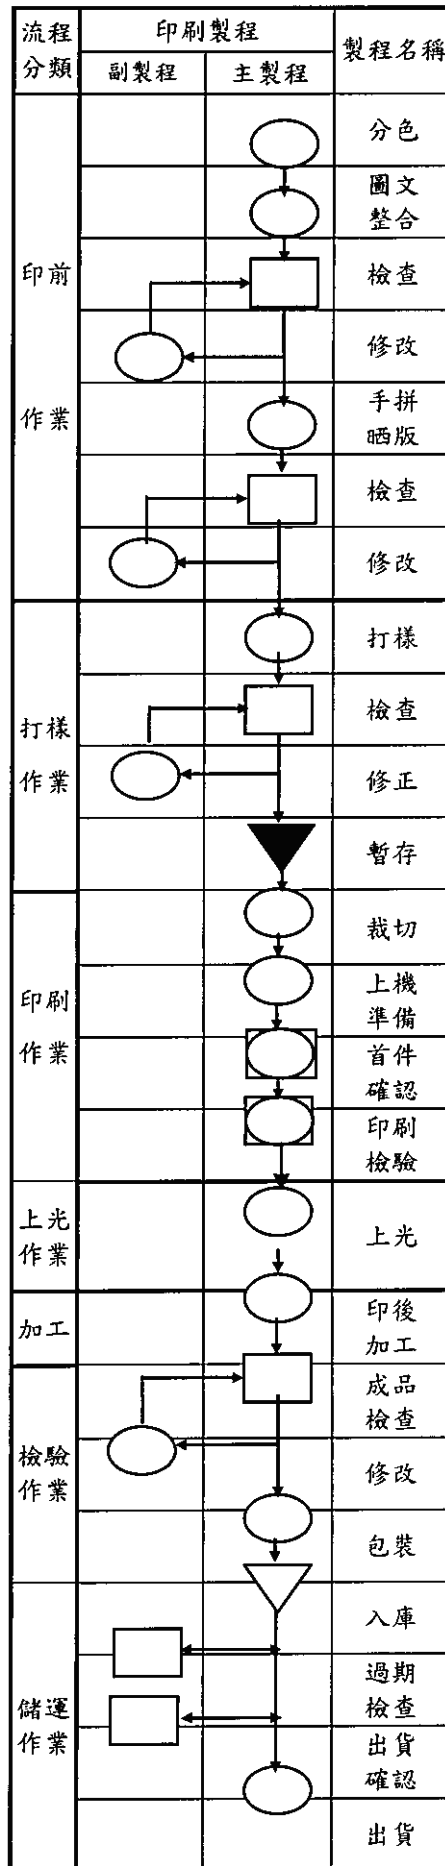 流程
分類
印刷製程
副製程
主製程
製程名稱
印前
作業
分色
圖文
整合
檢查
修改
手拼
晒版
檢查
修改
打樣
作業
打樣
檢查
修正
暫存
印刷
作業
裁切
上機
準備
首件
確認
印刷
檢驗
上光
作業
上光
加工
印後
加工
檢驗
作業
成品
檢查
修改
包裝
儲運
作業
入庫
過期
檢查
出貨
確認
出貨